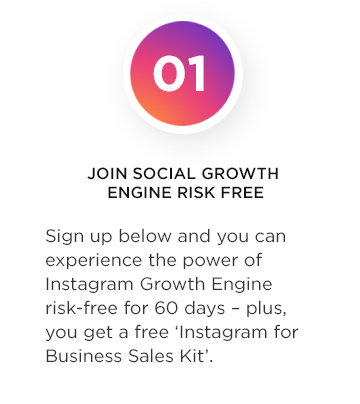 01
JOIN SOCIAL GROWTH
ENGINE RISK FREE
Sign up below and you can
experience the power of
Instagram Growth Engine
risk-free for 60 days – plus,
you get a free ‘Instagram for
Business Sales Kit’.